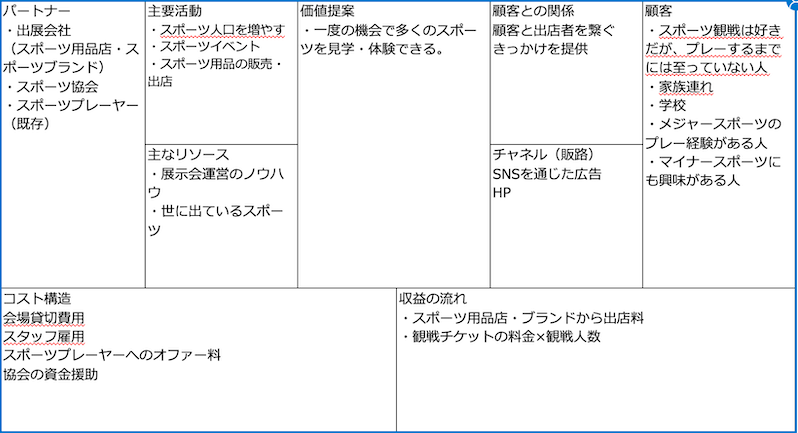 パートナー
・出展会社
（スポーツ用品店・ス
ポーツブランド）
・スポーツ協会
・スポーツプレーヤー
（既存）
主要活動
・スポーツ人口を増やす
・スポーツイベント
・スポーツ用品の販売・
出店
主なリソース
・展示会運営のノウハ
ウ
・世に出ているスポー
ツ
価値提案
・一度の機会で多くのスポー
ツを見学・体験できる。
顧客との関係
顧客と出店者を繋ぐ
きっかけを提供
チャネル（販路）
SNSを通じた広告
HP
顧客
・スポーツ観戦は好き
だが、プレーするまで
には至っていない人
・家族連れ
・学校
・メジャースポーツの
プレー経験がある人
・マイナースポーツに
も興味がある人
コスト構造
会場貸切費用
スタッフ雇用
スポーツプレーヤーへのオファー料
協会の資金援助
収益の流れ
・スポーツ用品店・ブランドから出店料
・観戦チケットの料金×観戦人数